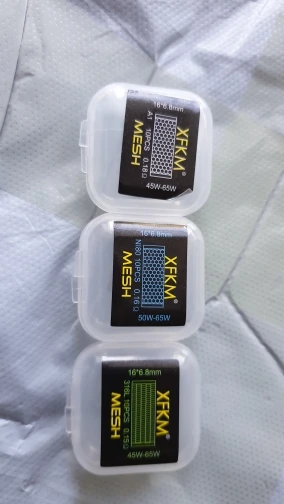 16*6.8mm
XFKM®
MESH
A1 10PCS 0.18Ω
45W-65W
16*6.8mm
XFKM®
MESH
Ni80 10PCS 0.16Ω
50W-65W
16*6.8mm
XFKM®
MESH
316L 10PCS 0.15Ω
45W-65W